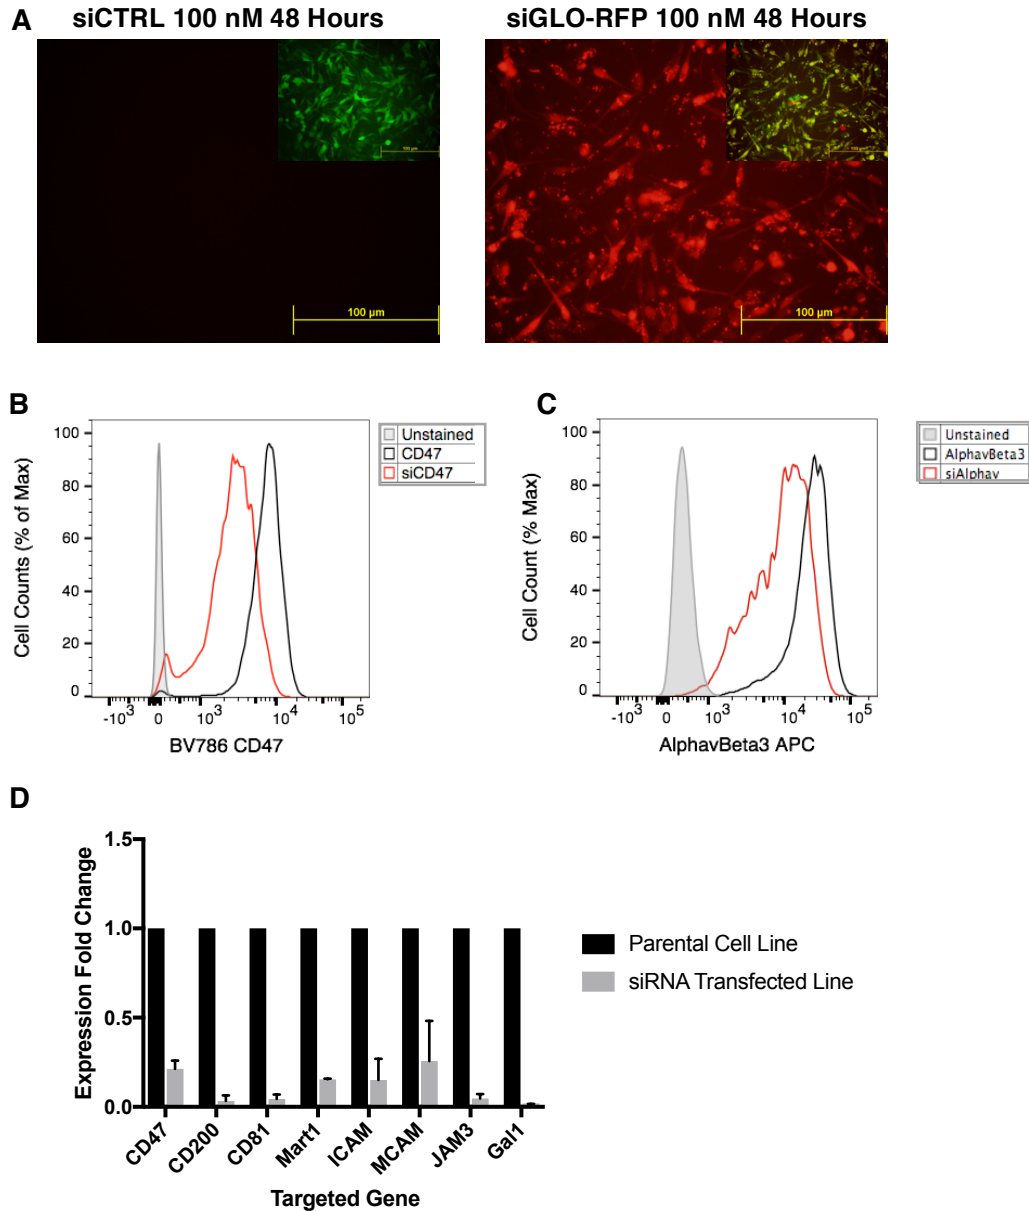 A
siCTRL 100 nM 48 Hours
siGLO-RFP 100 nM 48 Hours
100 µm
100 µm
100 µm
B
100
80
60
40
20
0
Cell Counts (% of Max)
-10³ 0 10³ 10⁴ 10⁵
BV786 CD47
Unstained
CD47
siCD47
C
100
80
60
40
20
0
Cell Count (% Max)
-10³ 0 10³ 10⁴ 10⁵
AlphavBeta3 APC
Unstained
AlphavBeta3
siAlphav
D
1.5
1.0
0.5
0.0
Expression Fold Change
CD47
CD200
CD81
Mart1
ICAM
MCAM
JAM3
Gal1
Targeted Gene
Parental Cell Line
siRNA Transfected Line